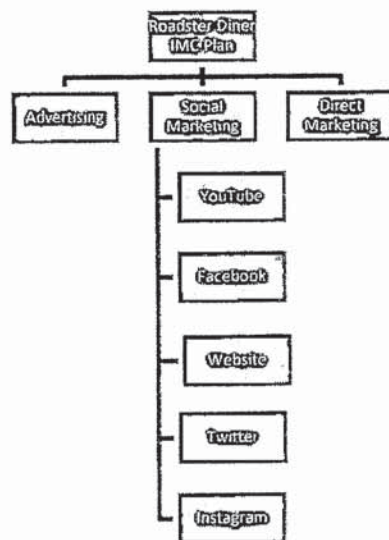 Roadster Diner
IMC Plan
Advertising
Social
Marketing
Direct
Marketing
YouTube
Facebook
Website
Twitter
Instagram